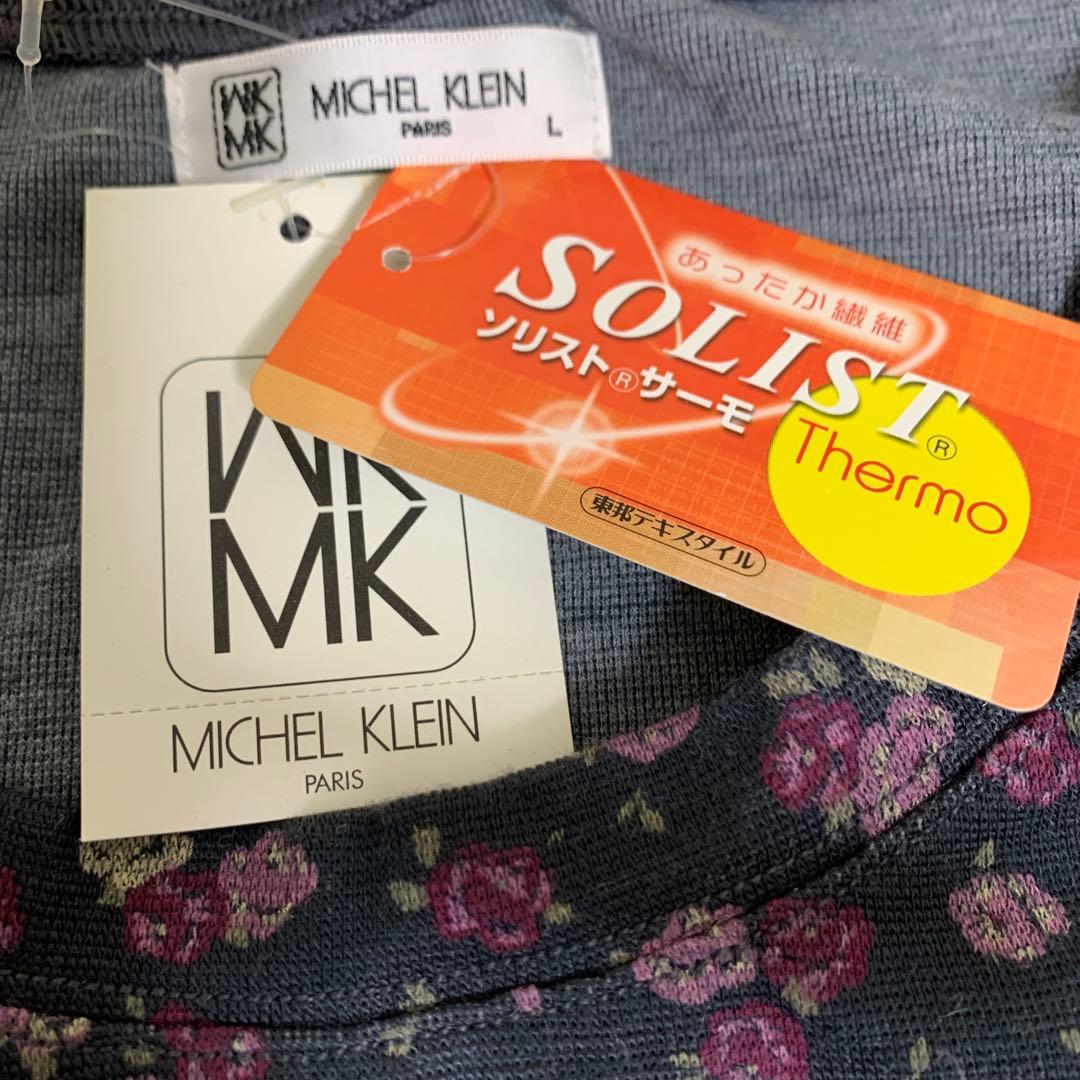 MK
MK
MICHEL KLEIN
PARIS L
あったか繊維
SOLIST®
ソリスト®サーモ
Thermo
東邦テキスタイル
MK
MK
MICHEL KLEIN
PARIS